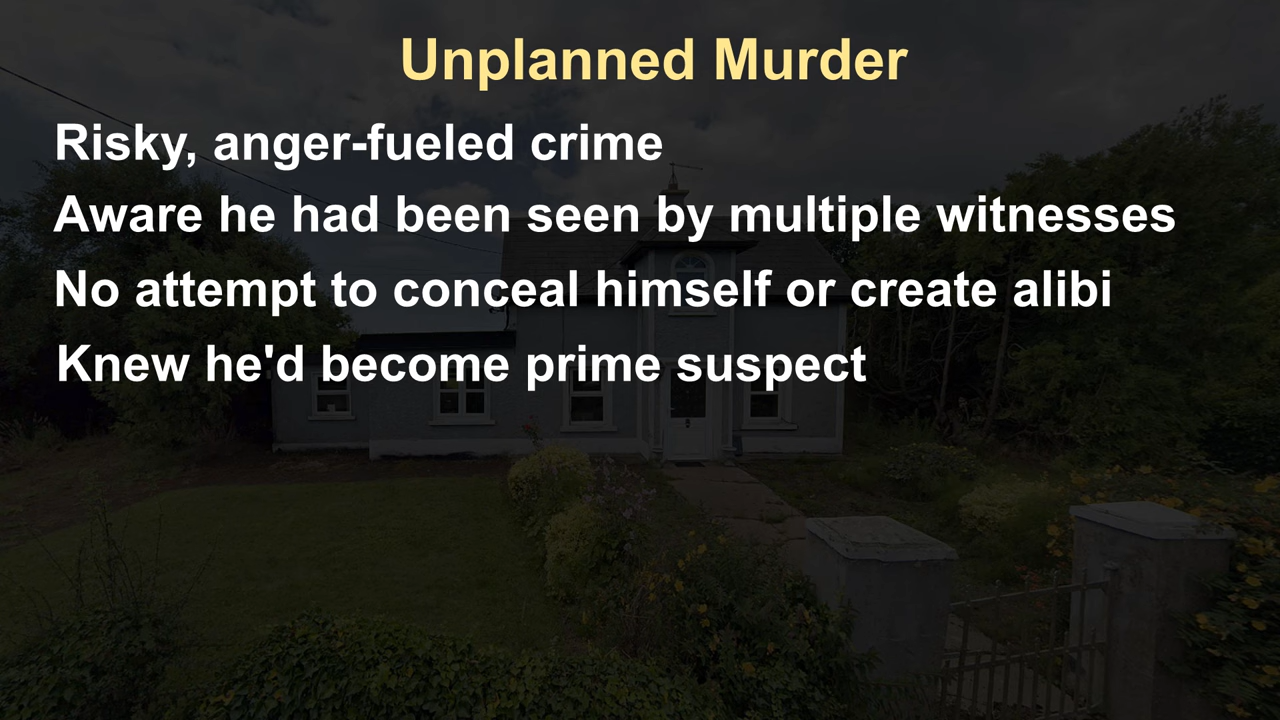 Unplanned Murder
Risky, anger-fueled crime
Aware he had been seen by multiple witnesses
No attempt to conceal himself or create alibi
Knew he'd become prime suspect